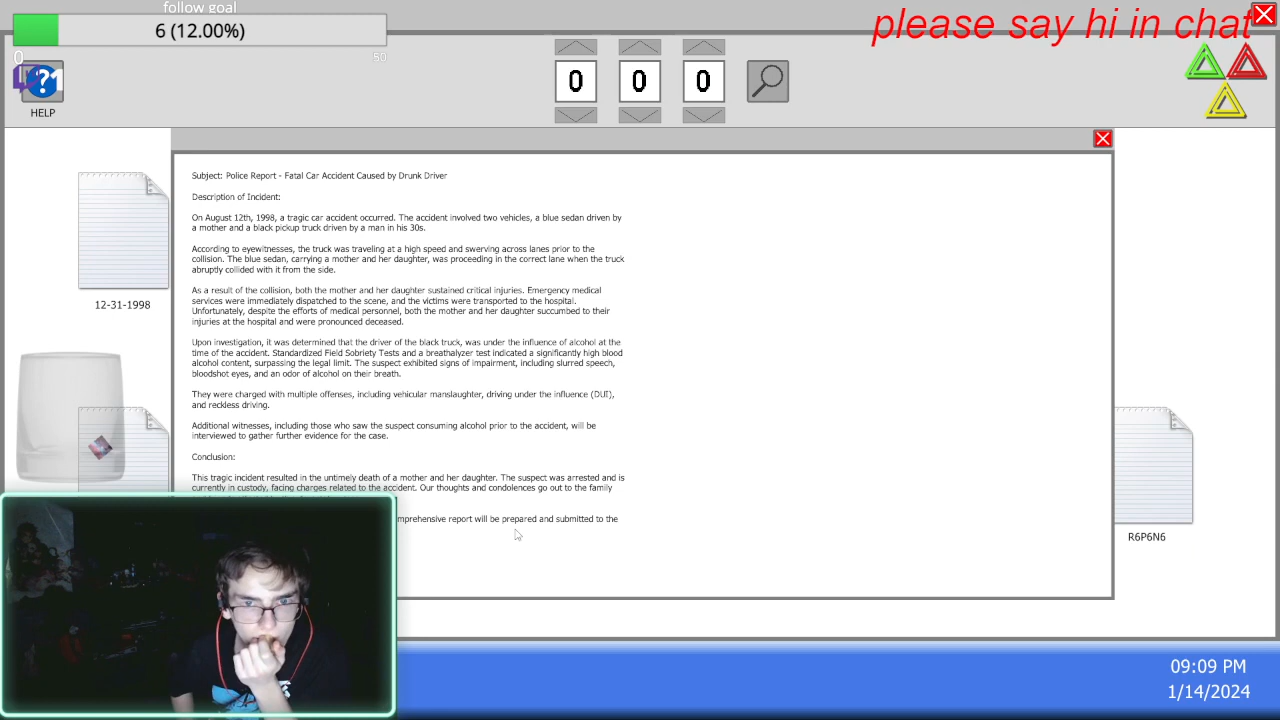 follow goal
6 (12.00%)
0
50
please say hi in chat
HELP
0 0 0
Subject: Police Report - Fatal Car Accident Caused by Drunk Driver
Description of Incident:
On August 12th, 1998, a tragic car accident occurred. The accident involved two vehicles, a blue sedan driven by
a mother and a black pickup truck driven by a man in his 30s.
According to eyewitnesses, the truck was traveling at a high speed and swerving across lanes prior to the
collision. The blue sedan, carrying a mother and her daughter, was proceeding in the correct lane when the truck
abruptly collided with it from the side.
As a result of the collision, both the mother and her daughter sustained critical injuries. Emergency medical
services were immediately dispatched to the scene, and the victims were transported to the hospital.
Unfortunately, despite the efforts of medical personnel, both the mother and her daughter succumbed to their
injuries at the hospital and were pronounced deceased.
Upon investigation, it was determined that the driver of the black truck, was under the influence of alcohol at the
time of the accident. Standardized Field Sobriety Tests and a breathalyzer test indicated a significantly high blood
alcohol content, surpassing the legal limit. The suspect exhibited signs of impairment, including slurred speech,
bloodshot eyes, and an odor of alcohol on their breath.
They were charged with multiple offenses, including vehicular manslaughter, driving under the influence (DUI),
and reckless driving.
Additional witnesses, including those who saw the suspect consuming alcohol prior to the accident, will be
interviewed to gather further evidence for the case.
Conclusion:
This tragic incident resulted in the untimely death of a mother and her daughter. The suspect was arrested and is
currently in custody, facing charges related to the accident. Our thoughts and condolences go out to the family
report will be prepared and submitted to the
12-31-1998
R6P6N6
09:09 PM
1/14/2024